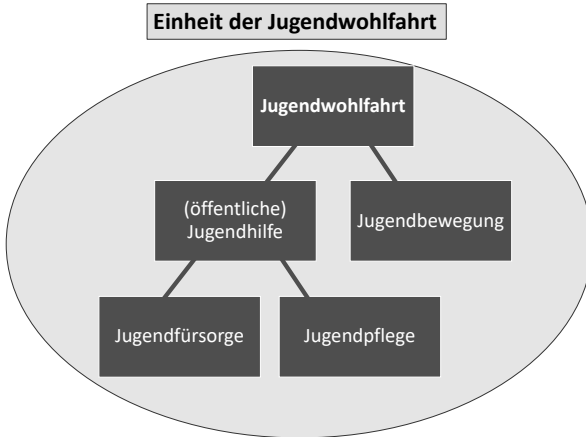 Einheit der Jugendwohlfahrt
Jugendwohlfahrt
(öffentliche)
Jugendhilfe
Jugendbewegung
Jugendfürsorge
Jugendpflege